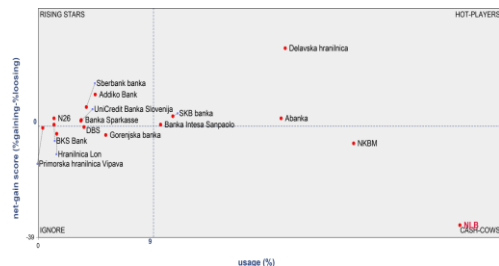 RISING STARS
HOT-PLAYERS
Delavska hranilnica
Sberbank banka
Addiko Bank
UniCredit Banka Slovenija
SKB banka
N26
Banka Sparkasse
Banka Intesa Sanpaolo
Abanka
DBS
Gorenjska banka
BKS Bank
NKBM
Hranilnica Lon
Primorska hranilnica Vipava
NLB
IGNORE
CASH-COWS
net-gain score (%gaining-%loosing)
0
-39
0
9
usage (%)